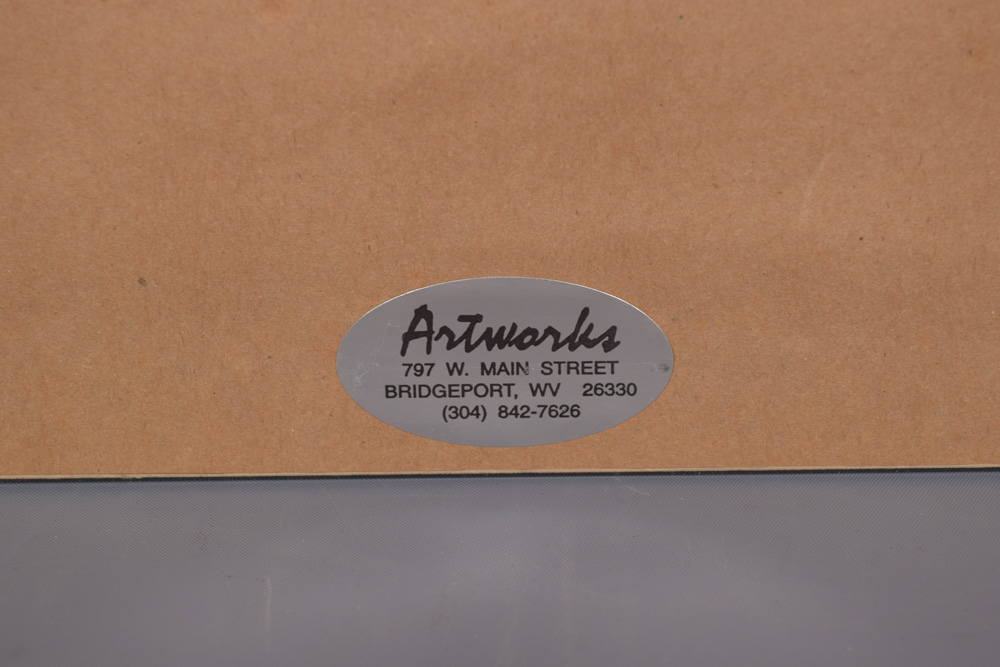 Artworks
797 W. MAIN STREET
BRIDGEPORT, WV 26330
(304) 842-7626